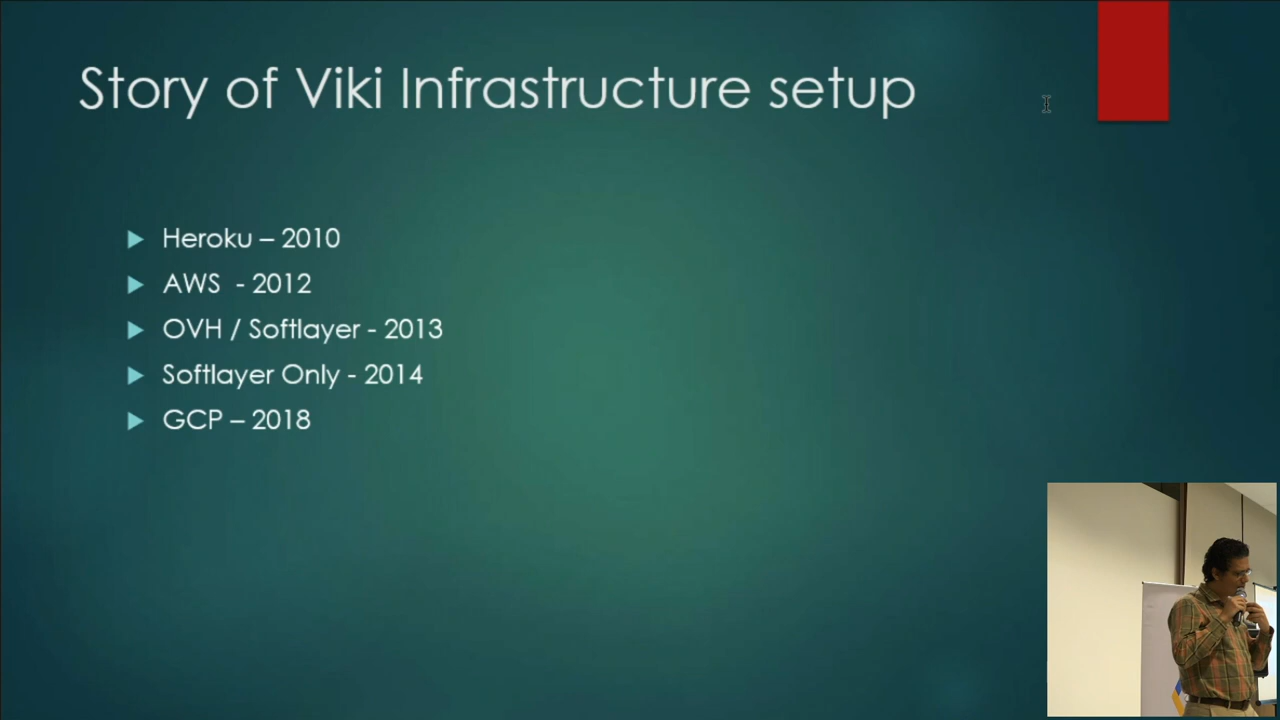 Story of Viki Infrastructure setup
Heroku – 2010
AWS - 2012
OVH / Softlayer - 2013
Softlayer Only - 2014
GCP – 2018